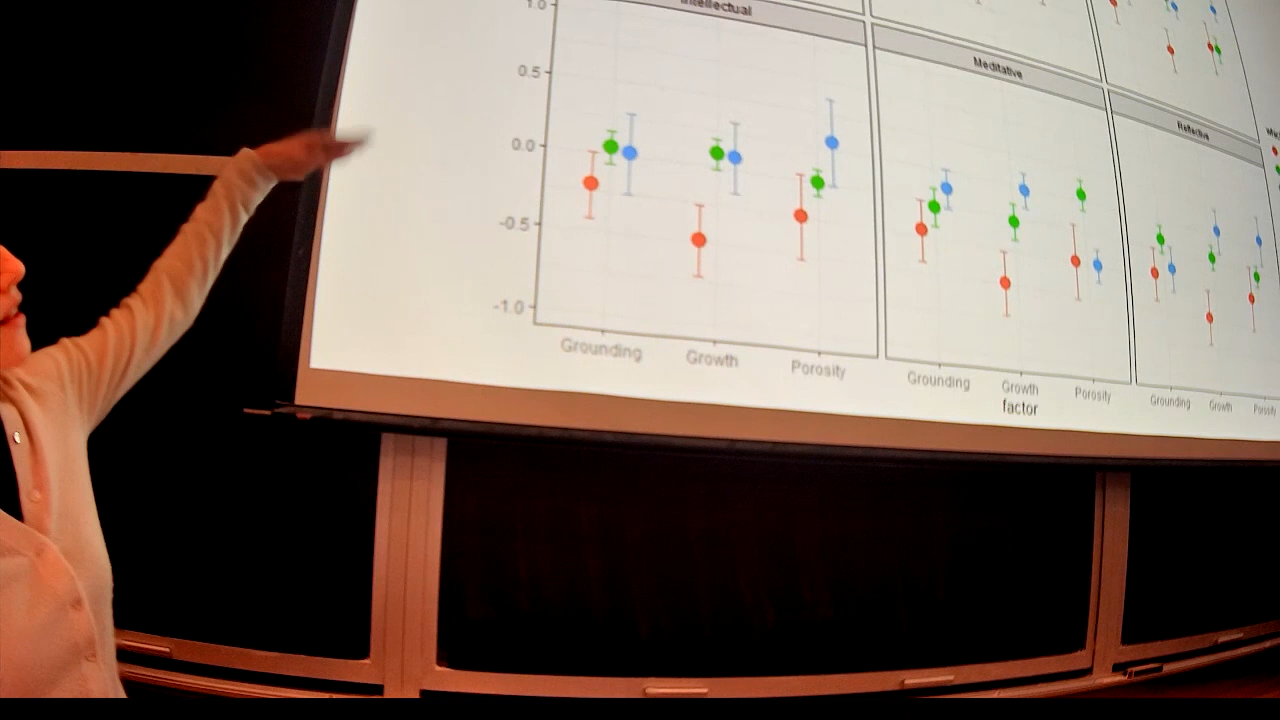 Intellectual
Meditative
Reflective
1.0
0.5
0.0
-0.5
-1.0
Grounding Growth Porosity
Grounding Growth Porosity
Grounding Growth Porosity
factor